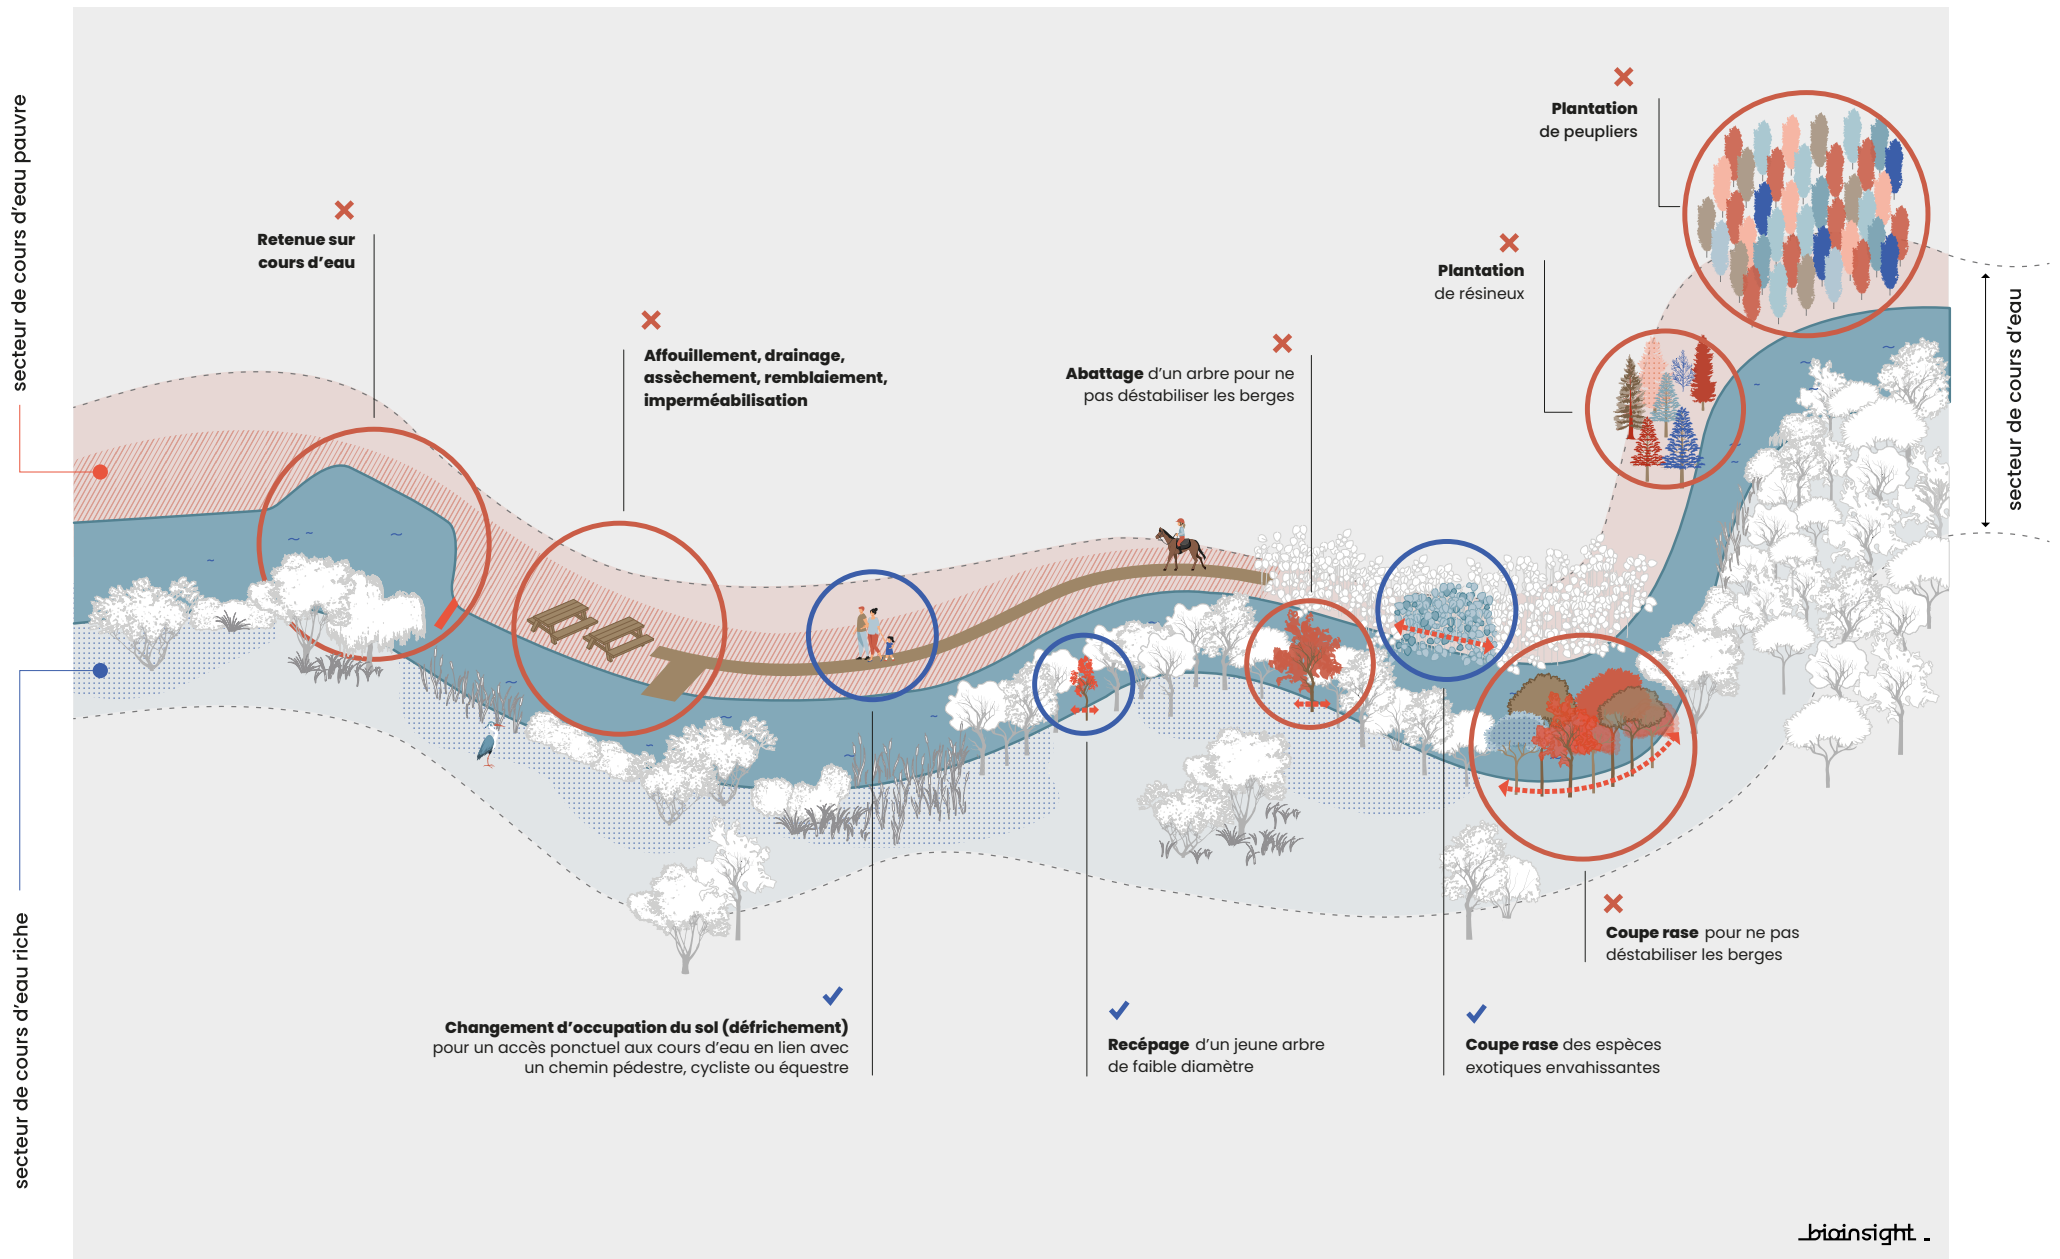 secteur de cours d'eau pauvre
Plantation
de peupliers
Retenue sur
cours d'eau
Plantation
de résineux
secteur de cours d'eau
Affouillement, drainage,
assèchement, remblaiement,
imperméabilisation
Abattage d'un arbre pour ne
pas déstabiliser les berges
secteur de cours d'eau riche
Coupe rase pour ne pas
déstabiliser les berges
Changement d'occupation du sol (défrichement)
pour un accès ponctuel aux cours d'eau en lien avec
un chemin pédestre, cycliste ou équestre
Recépage d'un jeune arbre
de faible diamètre
Coupe rase des espèces
exotiques envahissantes
bioinsight